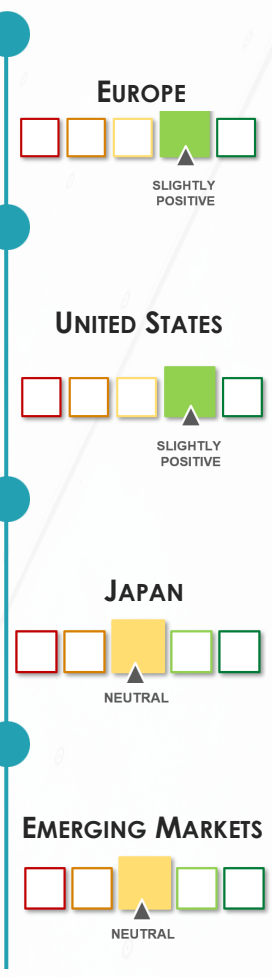 EUROPE
SLIGHTLY
POSITIVE
UNITED STATES
SLIGHTLY
POSITIVE
JAPAN
NEUTRAL
EMERGING MARKETS
NEUTRAL